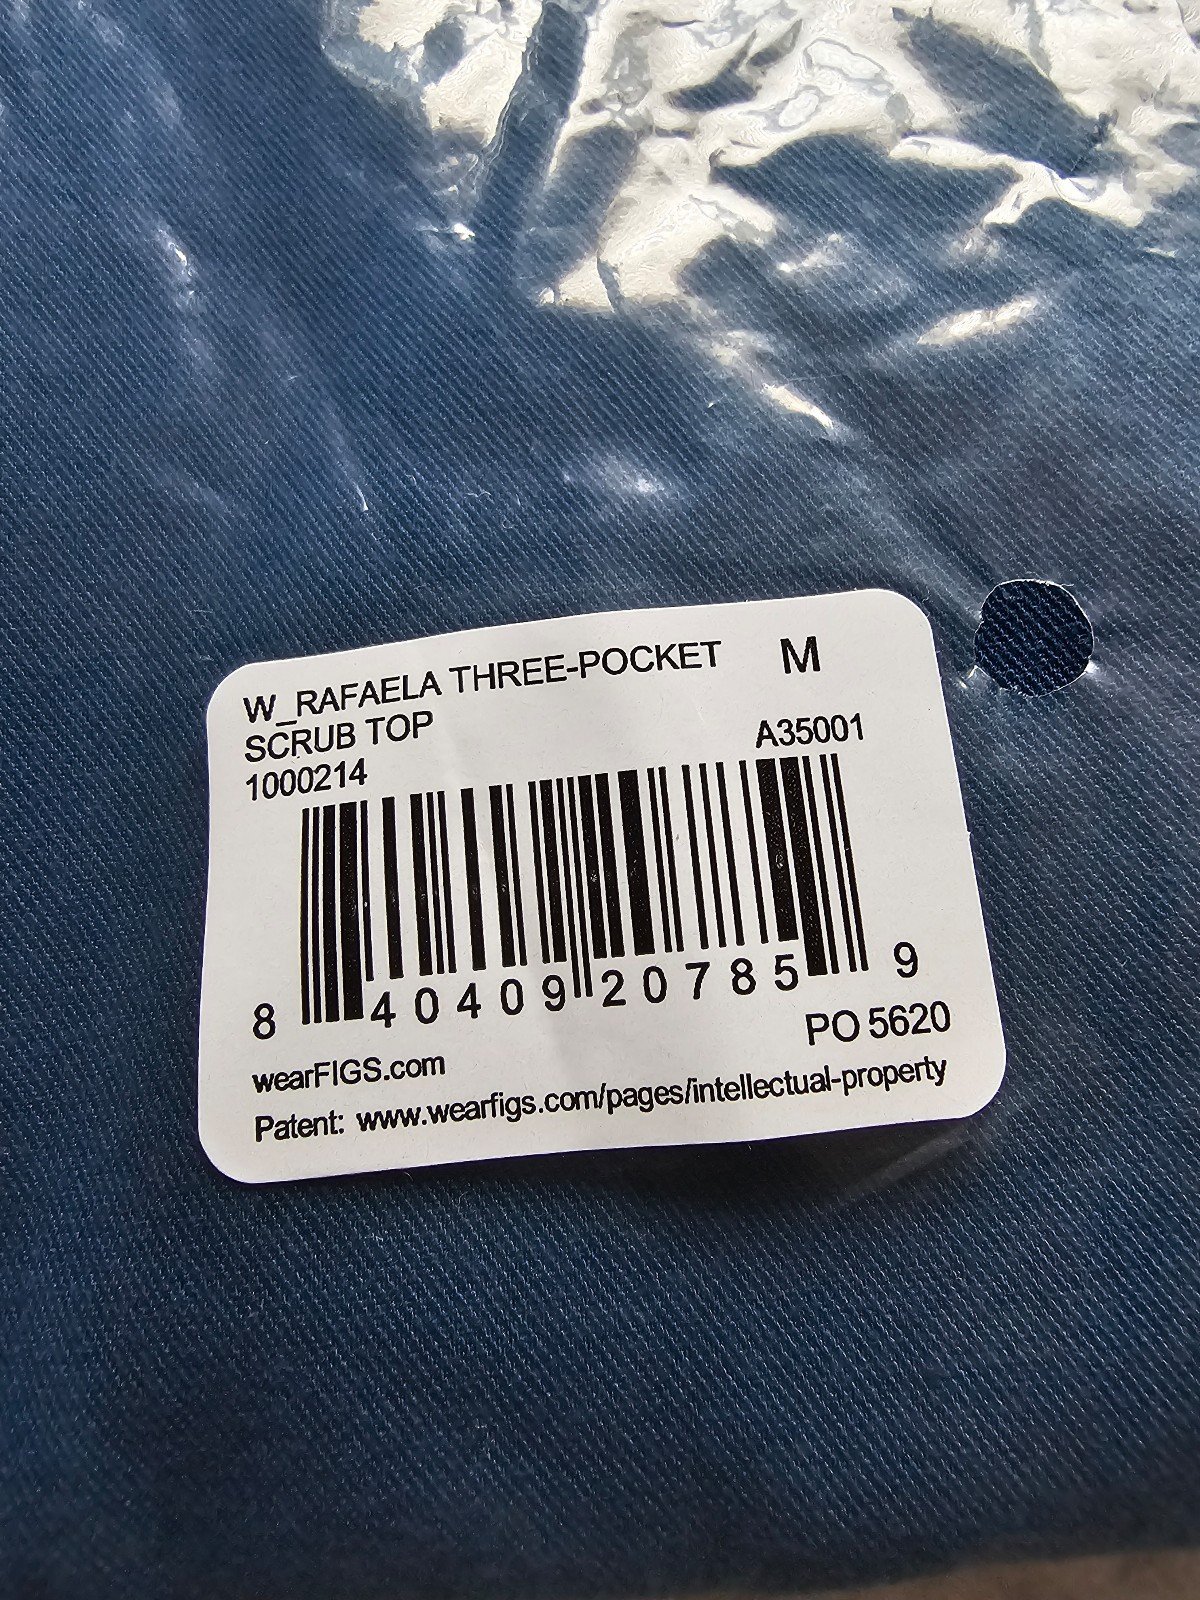 W_RAFAELA THREE-POCKET M
SCRUB TOP
A35001
1000214
8 40409 20785 9
PO 5620
wearFIGS.com
Patent: www.wearfigs.com/pages/intellectual-property